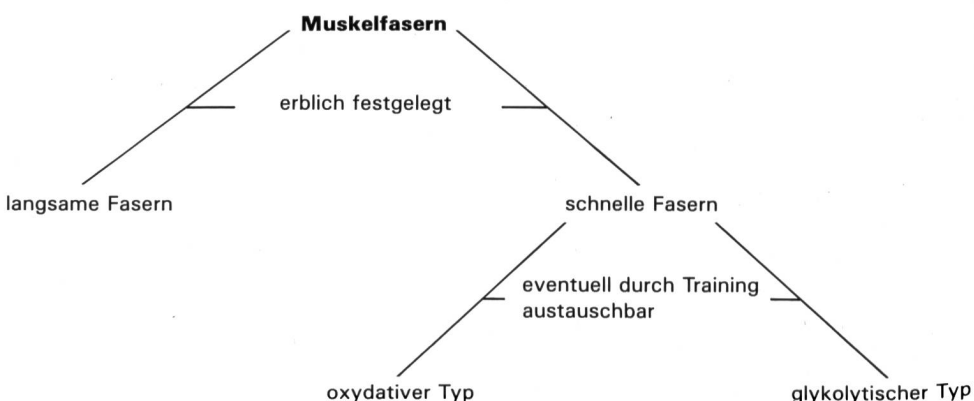 Muskelfasern
erblich festgelegt
langsame Fasern
schnelle Fasern
eventuell durch Training
austauschbar
oxydativer Typ
glykolytischer Typ